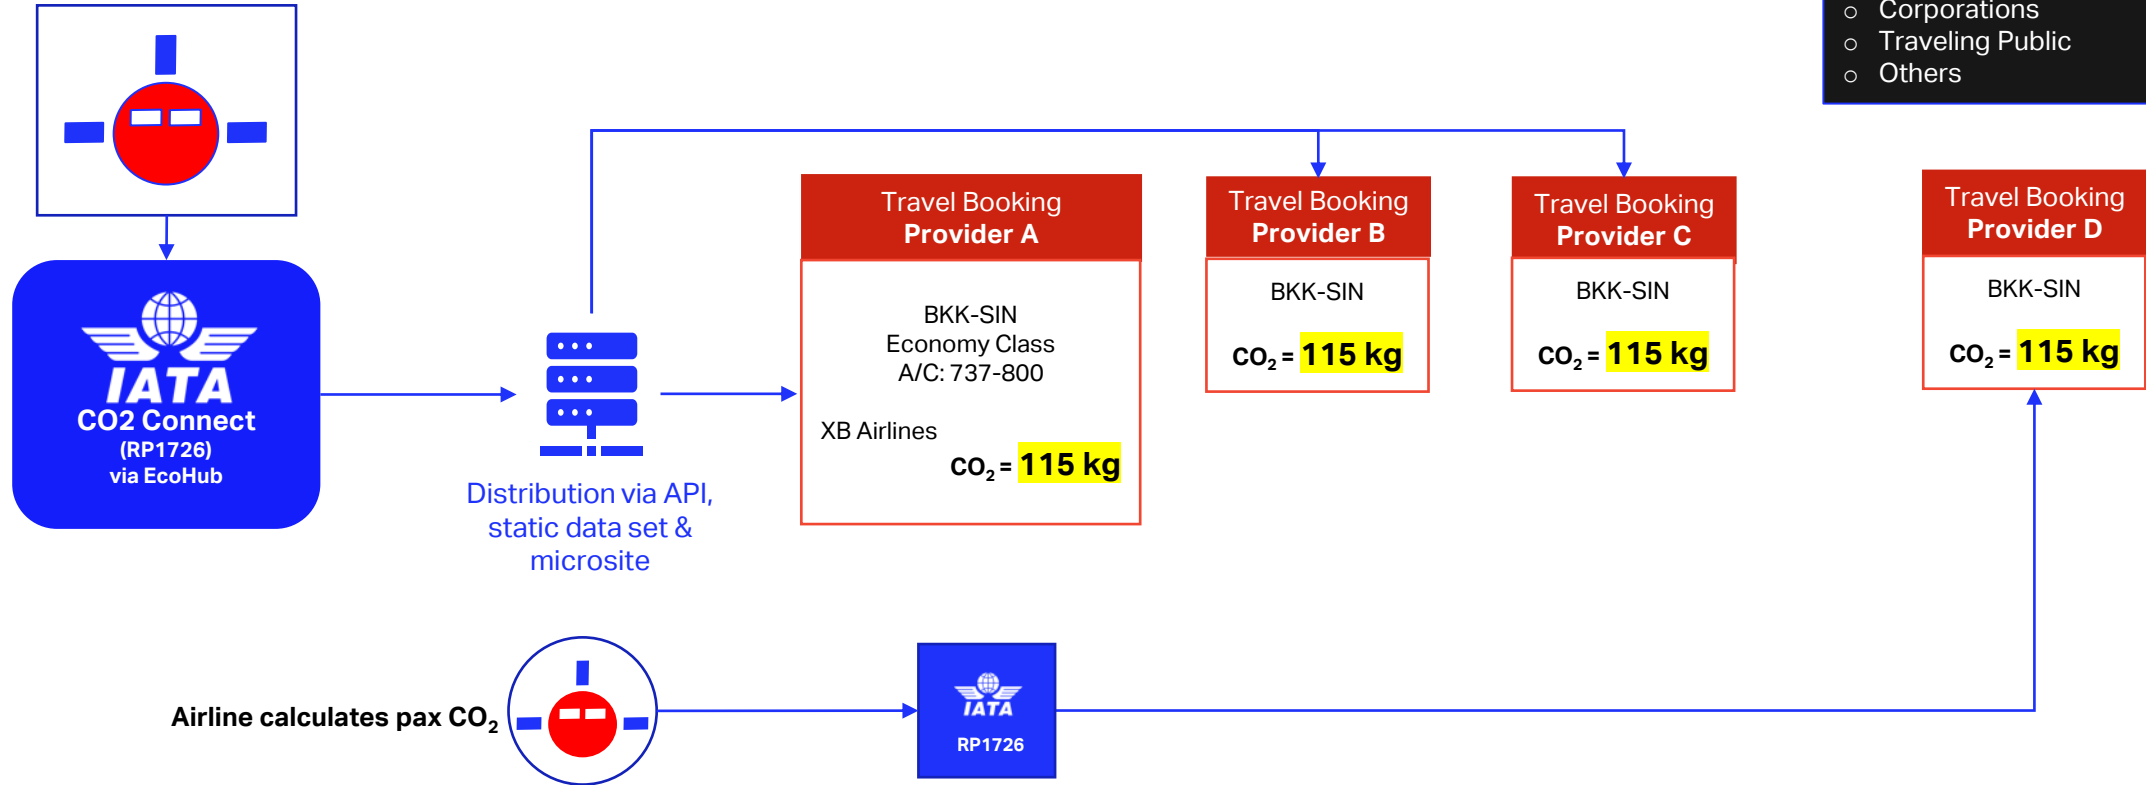 Corporations
Traveling Public
Others
Travel Booking
Provider A
BKK-SIN
Economy Class
A/C: 737-800
XB Airlines
CO₂ = 115 kg
Travel Booking
Provider B
BKK-SIN
CO₂ = 115 kg
Travel Booking
Provider C
BKK-SIN
CO₂ = 115 kg
Travel Booking
Provider D
BKK-SIN
CO₂ = 115 kg
IATA
CO2 Connect
(RP1726)
via EcoHub
Distribution via API,
static data set &
microsite
Airline calculates pax CO₂
IATA
RP1726